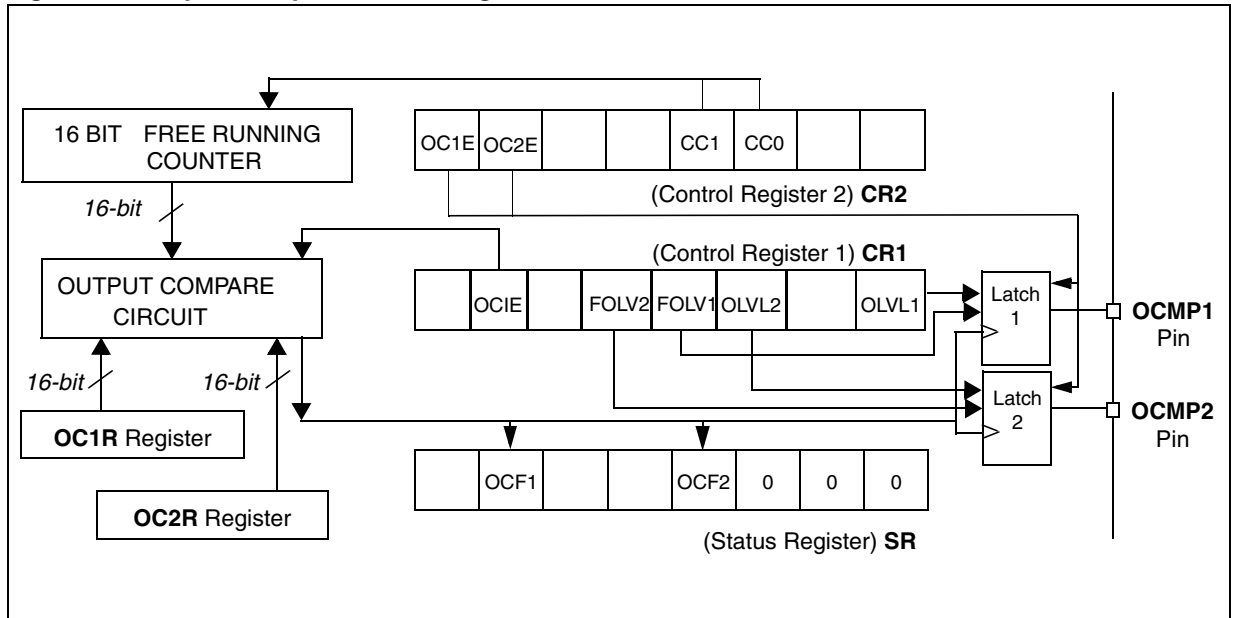 16 BIT FREE RUNNING
COUNTER
16-bit
OUTPUT COMPARE
CIRCUIT
16-bit
16-bit
OC1R Register
OC2R Register
OC1E OC2E CC1 CC0
(Control Register 2) CR2
(Control Register 1) CR1
OCIE FOLV2 FOLV1 OLVL2 OLVL1
OCF1 OCF2 0 0 0
(Status Register) SR
Latch
1
Latch
2
OCMP1
Pin
OCMP2
Pin